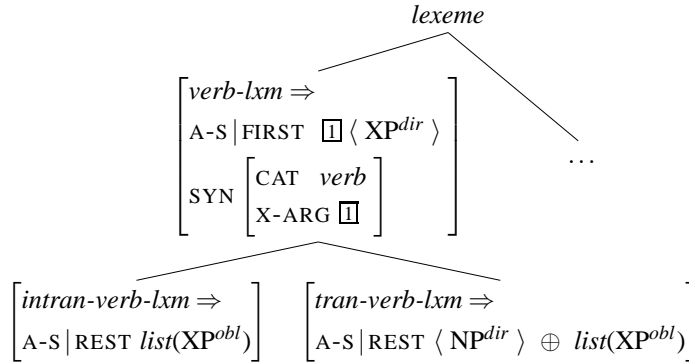 lexeme
verb-lxm ⇒
A-S|FIRST [1]⟨ XP^dir ⟩
SYN [CAT verb
X-ARG [1]]
...
intran-verb-lxm ⇒
A-S|REST list(XP^obl)
tran-verb-lxm ⇒
A-S|REST ⟨ NP^dir ⟩ ⊕ list(XP^obl)